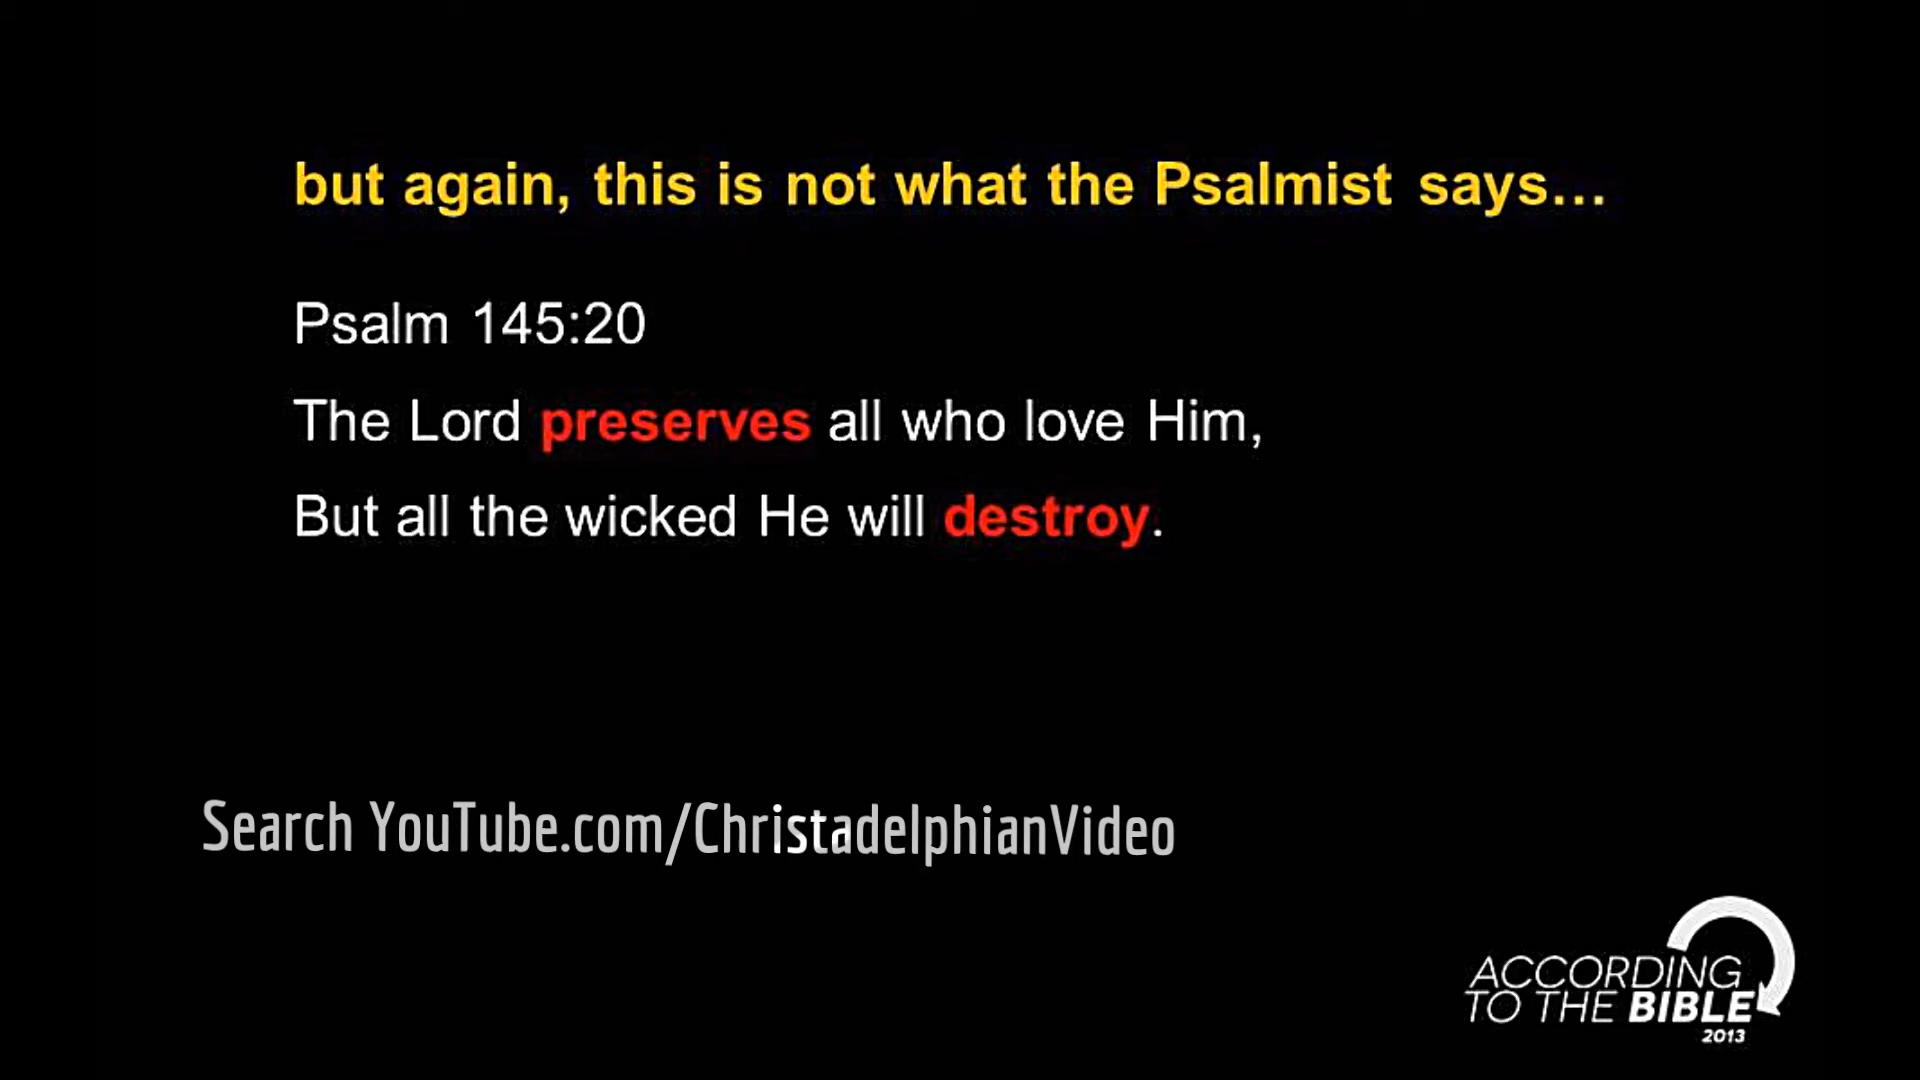 but again, this is not what the Psalmist says…
Psalm 145:20
The Lord preserves all who love Him,
But all the wicked He will destroy.
Search YouTube.com/ChristadelphianVideo
ACCORDING
TO THE BIBLE
2013